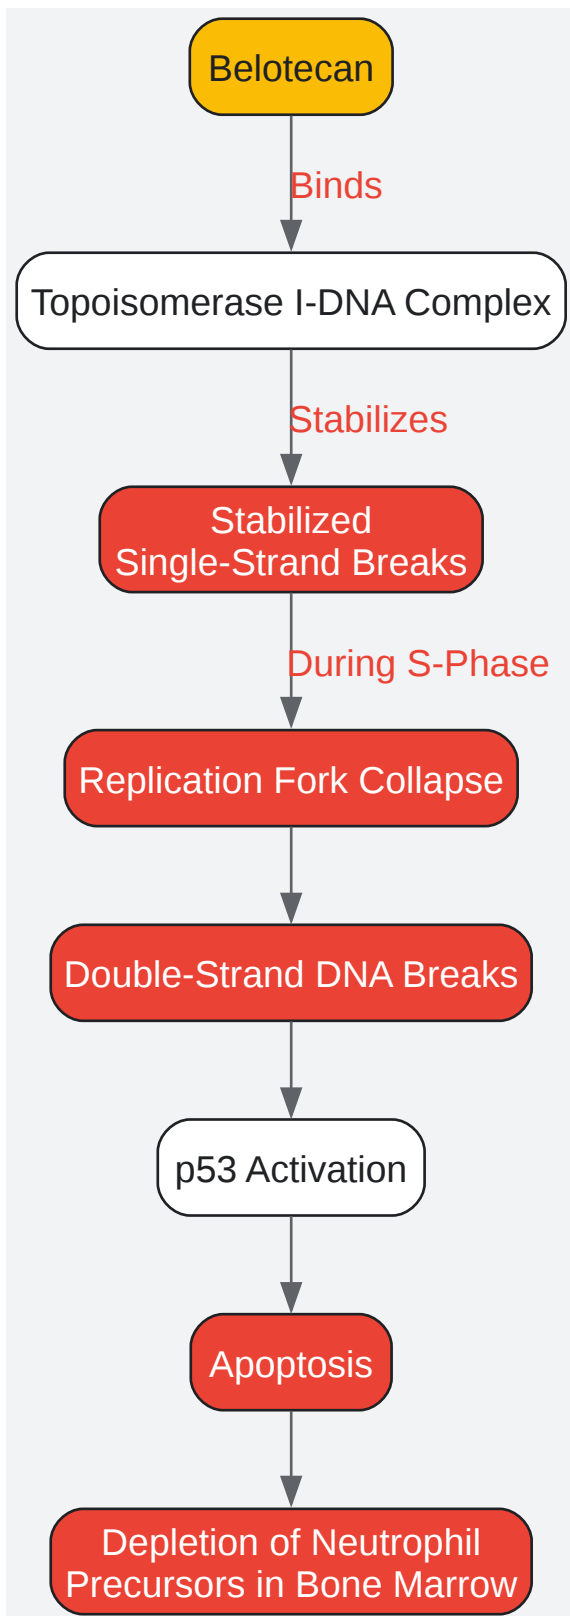 Belotecan
Binds
Topoisomerase I-DNA Complex
Stabilizes
Stabilized
Single-Strand Breaks
During S-Phase
Replication Fork Collapse
Double-Strand DNA Breaks
p53 Activation
Apoptosis
Depletion of Neutrophil
Precursors in Bone Marrow